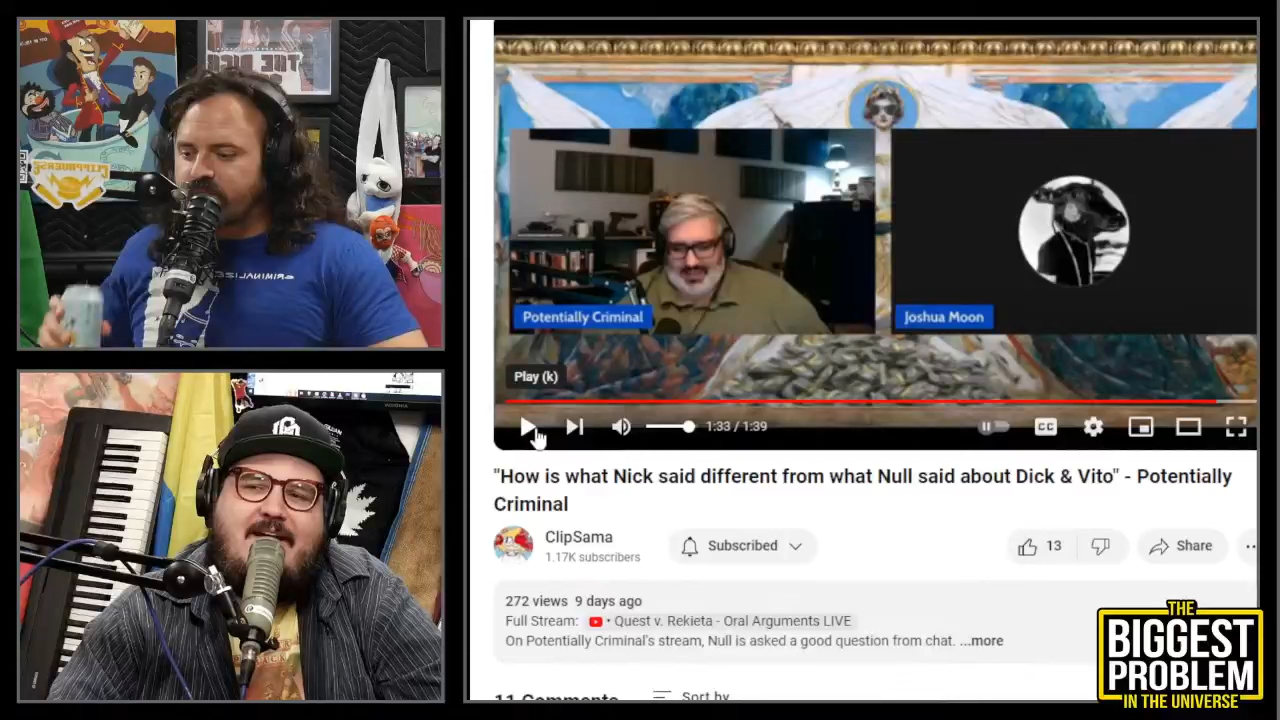 Potentially Criminal
Joshua Moon
Play (k)
1:33 / 1:39
CC
"How is what Nick said different from what Null said about Dick & Vito" - Potentially
Criminal
ClipSama
1.17K subscribers
Subscribed
13
Share
272 views 9 days ago
Full Stream: • Quest v. Rekieta - Oral Arguments LIVE
On Potentially Criminal's stream, Null is asked a good question from chat. ...more
11 Comments
Sort by
THE
BIGGEST
PROBLEM
IN THE UNIVERSE